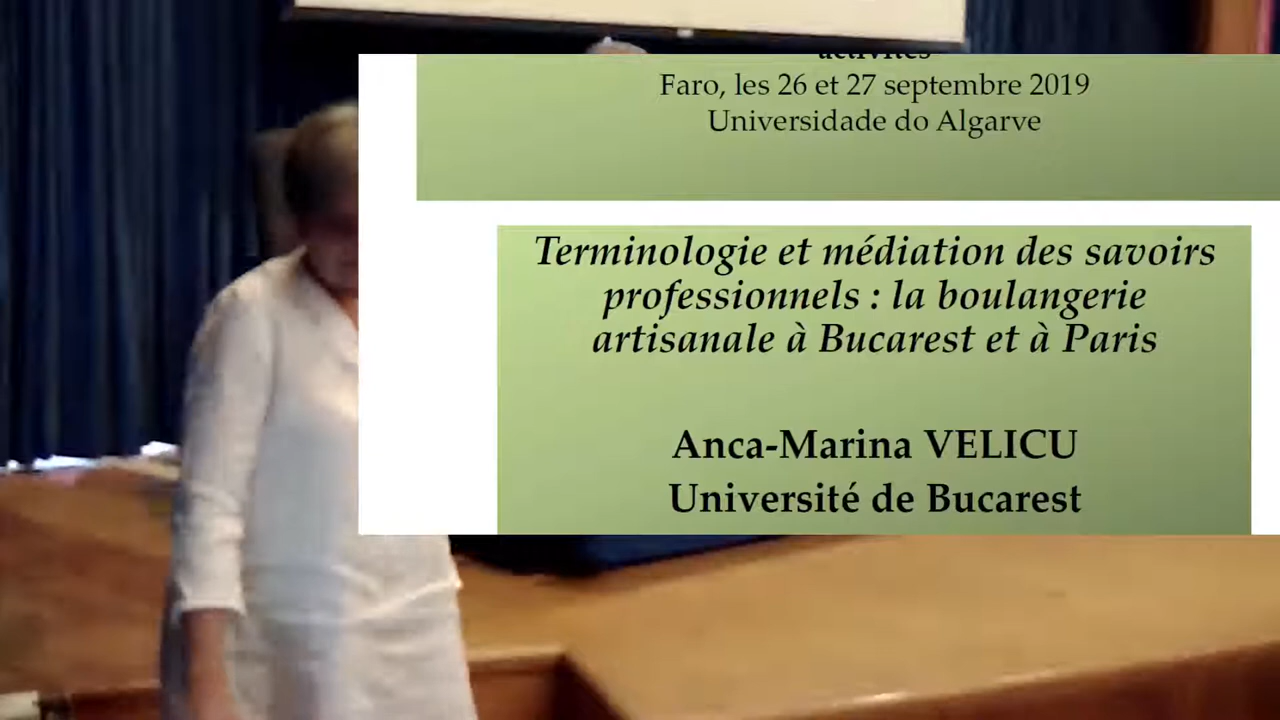 activités
Faro, les 26 et 27 septembre 2019
Universidade do Algarve
Terminologie et médiation des savoirs
professionnels : la boulangerie
artisanale à Bucarest et à Paris
Anca-Marina VELICU
Université de Bucarest